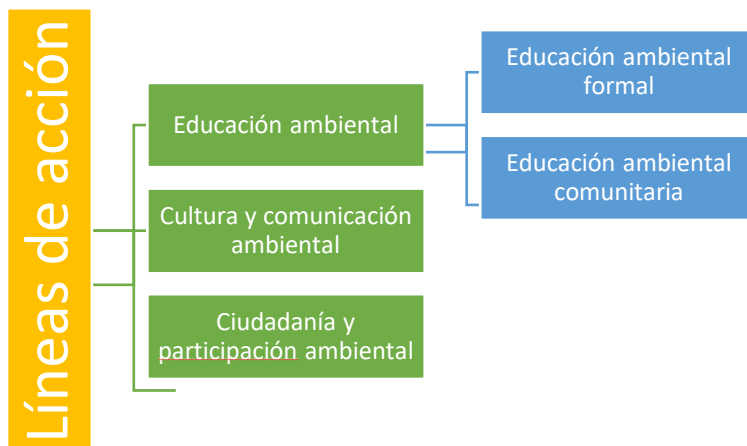 Líneas de acción
Educación ambiental
Cultura y comunicación
ambiental
Ciudadanía y
participación ambiental
Educación ambiental
formal
Educación ambiental
comunitaria